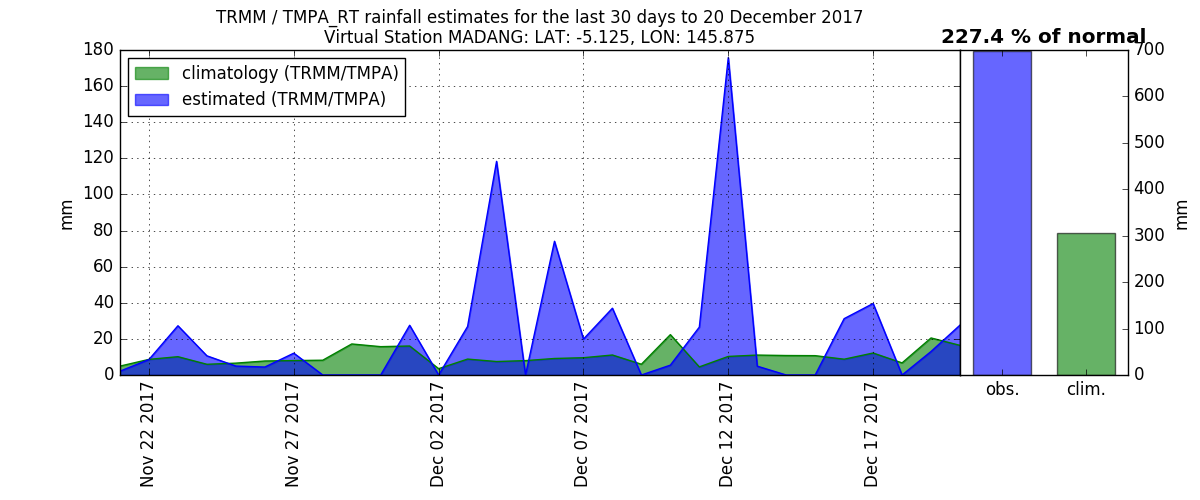 TRMM / TMPA_RT rainfall estimates for the last 30 days to 20 December 2017
Virtual Station MADANG: LAT: -5.125, LON: 145.875
227.4 % of normal
climatology (TRMM/TMPA)
estimated (TRMM/TMPA)
mm
180
160
140
120
100
80
60
40
20
0
Nov 22 2017
Nov 27 2017
Dec 02 2017
Dec 07 2017
Dec 12 2017
Dec 17 2017
obs.
clim.
700
600
500
400
300
200
100
0
mm